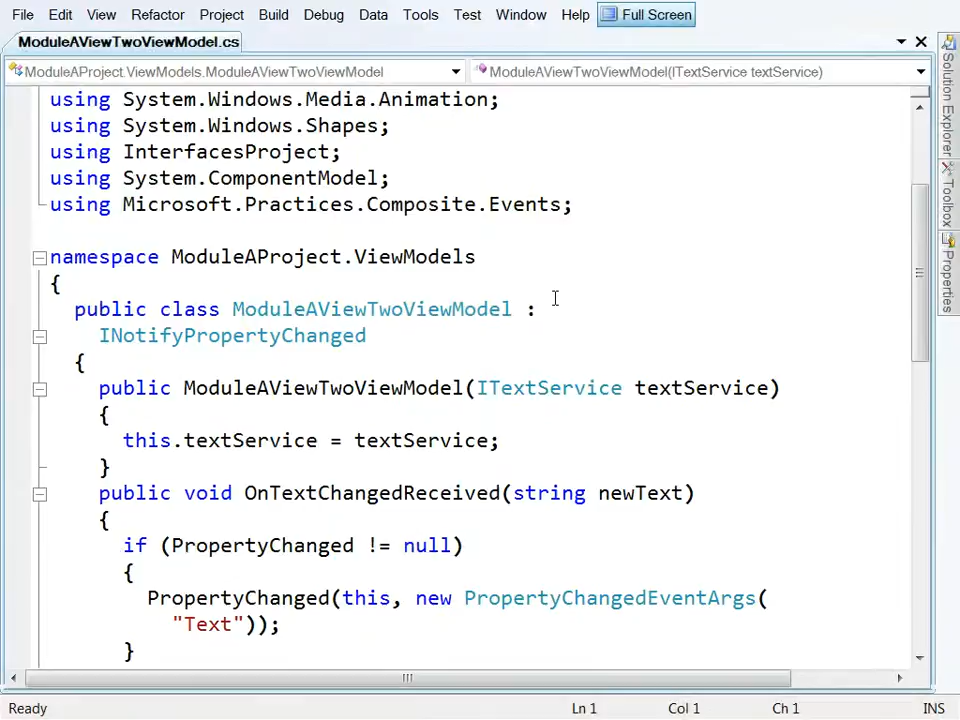 File Edit View Refactor Project Build Debug Data Tools Test Window Help Full Screen
ModuleAViewTwoViewModel.cs
ModuleAProject.ViewModels.ModuleAViewTwoViewModel ModuleAViewTwoViewModel(ITextService textService)
using System.Windows.Media.Animation;
using System.Windows.Shapes;
using InterfacesProject;
using System.ComponentModel;
using Microsoft.Practices.Composite.Events;
namespace ModuleAProject.ViewModels
{
public class ModuleAViewTwoViewModel :
INotifyPropertyChanged
{
public ModuleAViewTwoViewModel(ITextService textService)
{
this.textService = textService;
}
public void OnTextChangedReceived(string newText)
{
if (PropertyChanged != null)
{
PropertyChanged(this, new PropertyChangedEventArgs(
"Text"));
}
Solution Explorer
Toolbox
Properties
Ready Ln 1 Col 1 Ch 1 INS